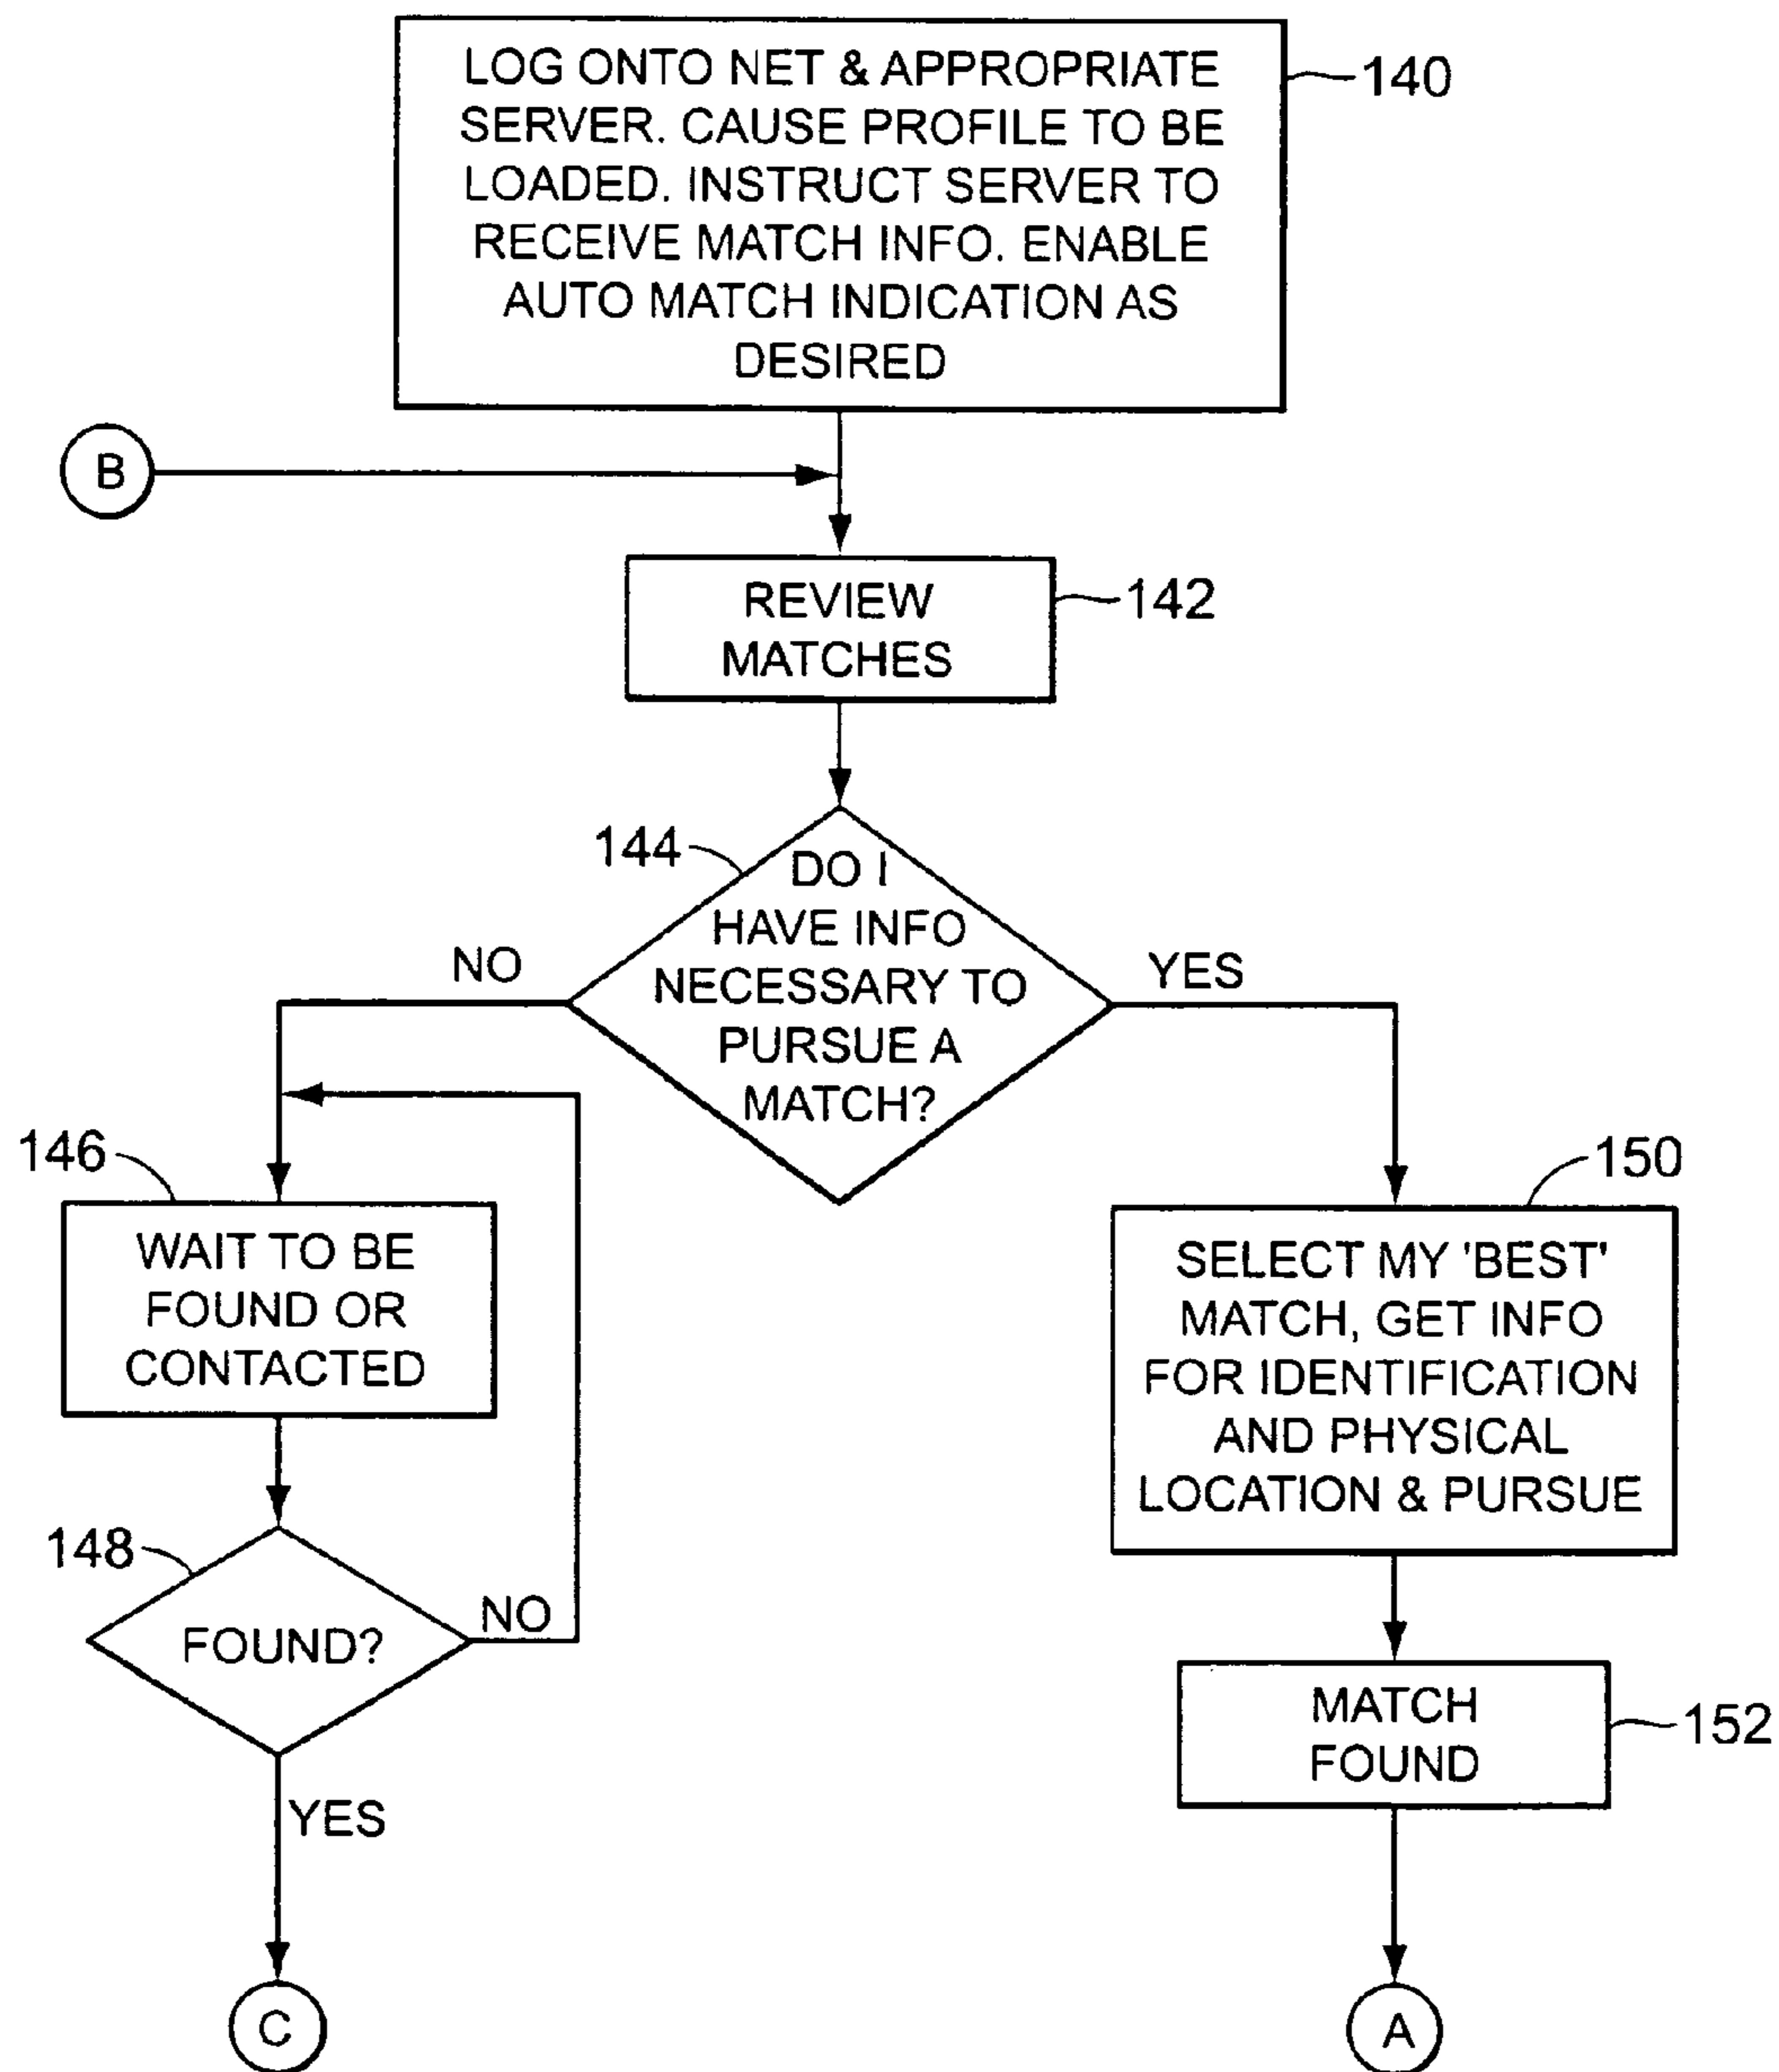 LOG ONTO NET & APPROPRIATE
SERVER. CAUSE PROFILE TO BE
LOADED. INSTRUCT SERVER TO
RECEIVE MATCH INFO. ENABLE
AUTO MATCH INDICATION AS
DESIRED
140
B
REVIEW
MATCHES
142
144
DO I
HAVE INFO
NECESSARY TO
PURSUE A
MATCH?
NO
YES
146
WAIT TO BE
FOUND OR
CONTACTED
150
SELECT MY 'BEST'
MATCH, GET INFO
FOR IDENTIFICATION
AND PHYSICAL
LOCATION & PURSUE
148
FOUND?
NO
YES
MATCH
FOUND
152
C
A